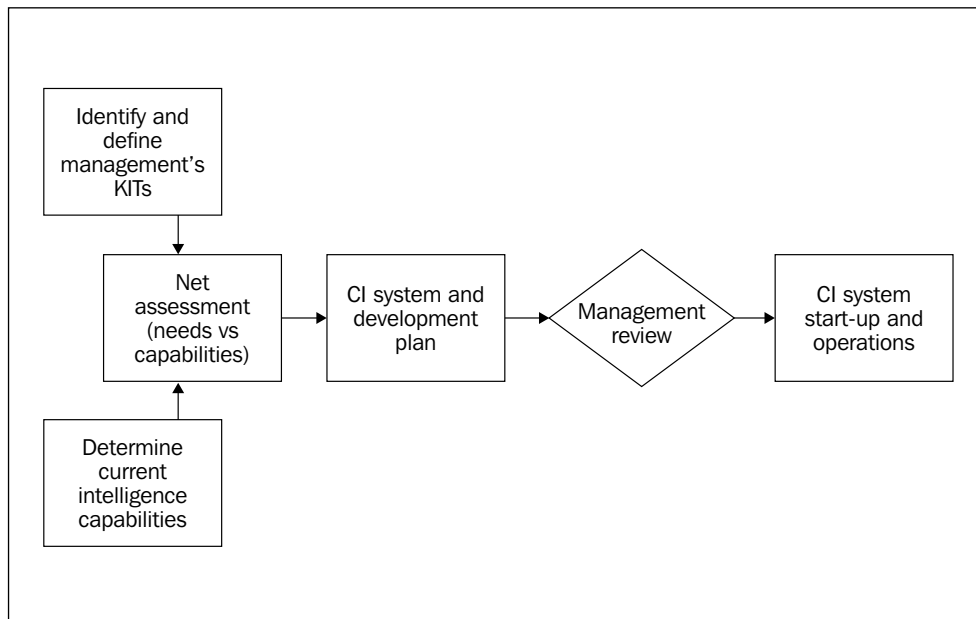 Identify and
define
management’s
KITs
Net
assessment
(needs vs
capabilities)
CI system and
development
plan
Management
review
CI system
start-up and
operations
Determine
current
intelligence
capabilities